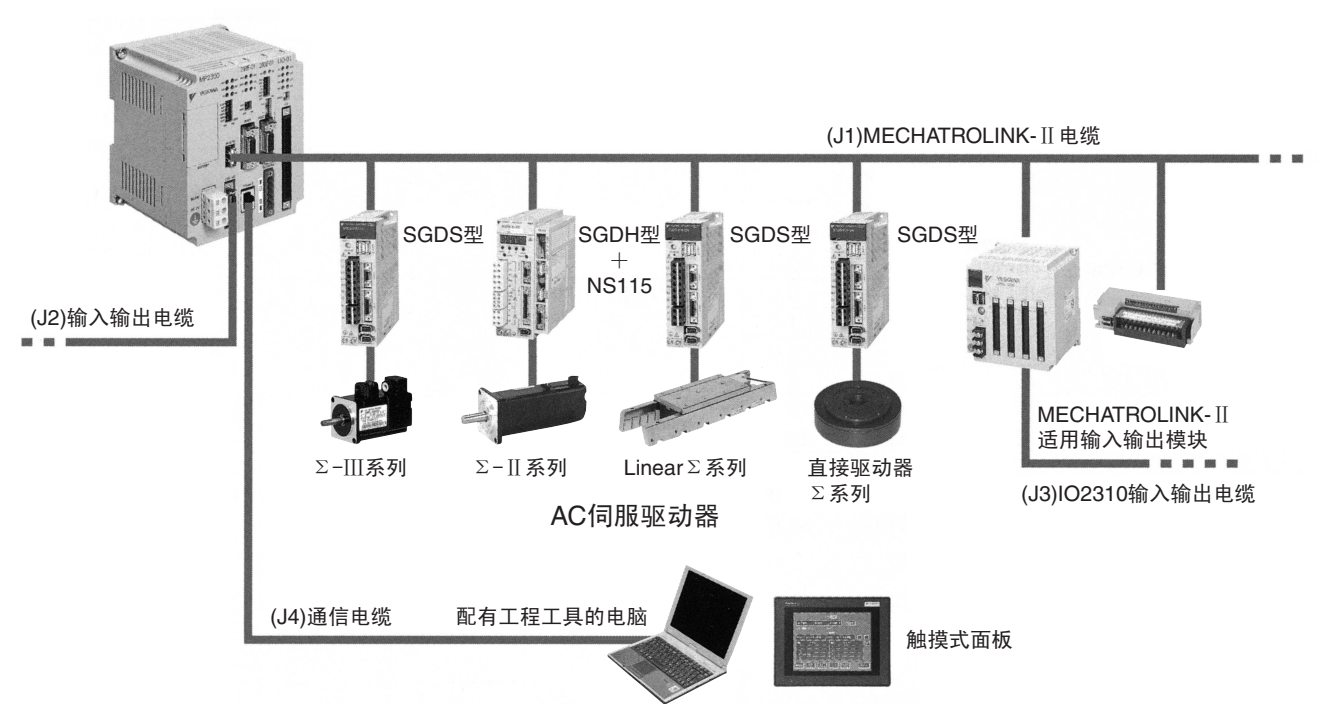 MP2300
YASKAWA
(J1)MECHATROLINK-Ⅱ电缆
SGDS型
SGDH型
+
NS115
SGDS型
SGDS型
(J2)输入输出电缆
YASKAWA
MECHATROLINK-Ⅱ
适用输入输出模块
Σ-Ⅲ系列
Σ-Ⅱ系列
LinearΣ系列
直接驱动器
Σ系列
(J3)IO2310输入输出电缆
AC伺服驱动器
(J4)通信电缆
配有工程工具的电脑
触摸式面板